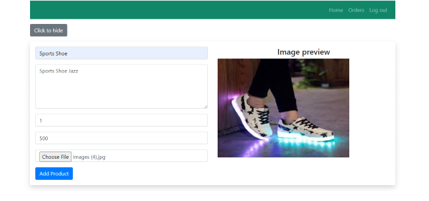 Home Orders Log out
Click to hide
Sports Shoe
Image preview
Sports Shoe Jazz
1
500
Choose File images (4).jpg
Add Product